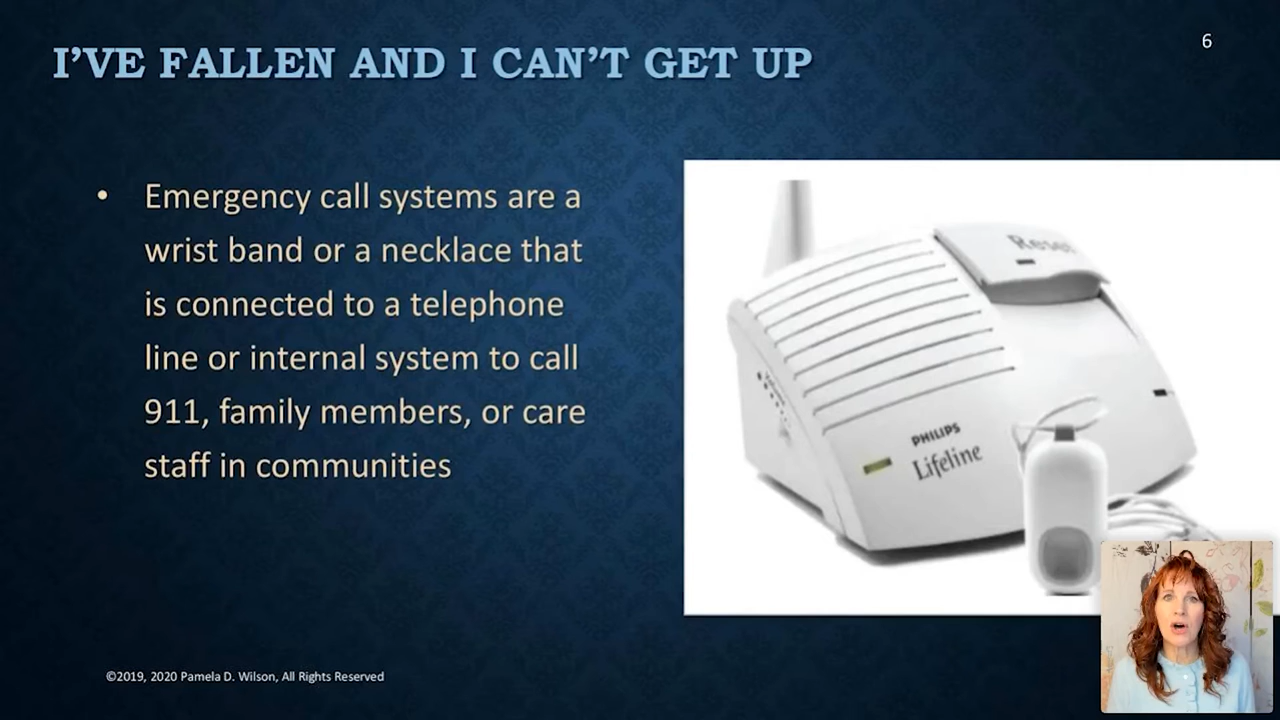 I'VE FALLEN AND I CAN'T GET UP
6
• Emergency call systems are a
wrist band or a necklace that
is connected to a telephone
line or internal system to call
911, family members, or care
staff in communities
Reset
PHILIPS
Lifeline
©2019, 2020 Pamela D. Wilson, All Rights Reserved